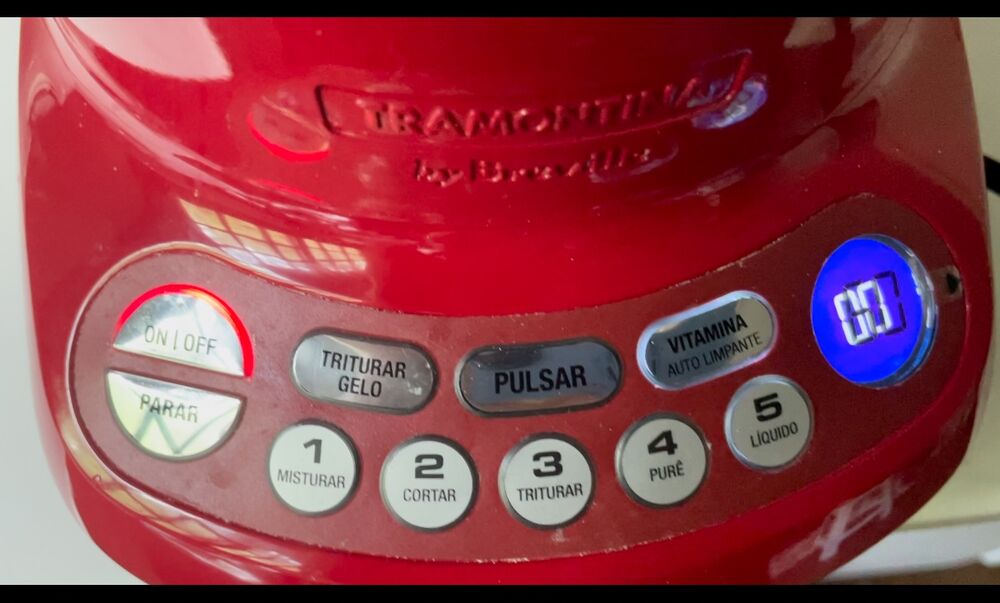 TRAMONTINA
by Breville
ON | OFF
PARAR
TRITURAR
GELO
PULSAR
VITAMINA
AUTO LIMPANTE
00
1
MISTURAR
2
CORTAR
3
TRITURAR
4
PURÊ
5
LÍQUIDO